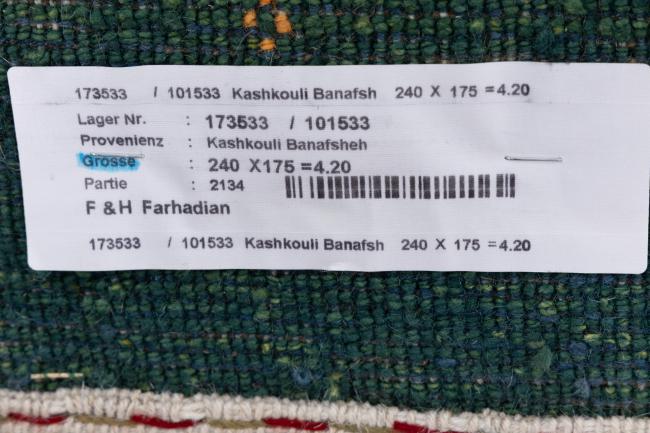 173533 / 101533 Kashkouli Banafsh 240 X 175 =4.20
Lager Nr. : 173533 / 101533
Provenienz : Kashkouli Banafsheh
Grosse : 240 X175 =4.20
Partie : 2134
F & H Farhadian
173533 / 101533 Kashkouli Banafsh 240 X 175 =4.20